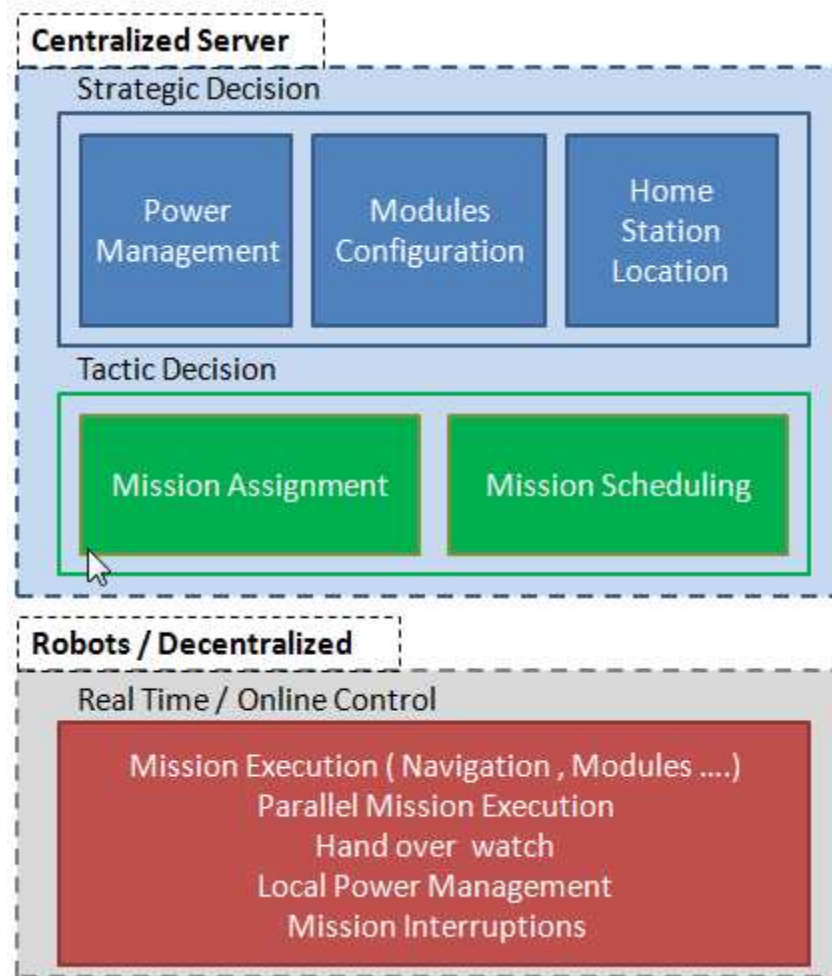 Centralized Server
Strategic Decision
Power
Management
Modules
Configuration
Home
Station
Location
Tactic Decision
Mission Assignment
Mission Scheduling
Robots / Decentralized
Real Time / Online Control
Mission Execution ( Navigation , Modules ....)
Parallel Mission Execution
Hand over watch
Local Power Management
Mission Interruptions